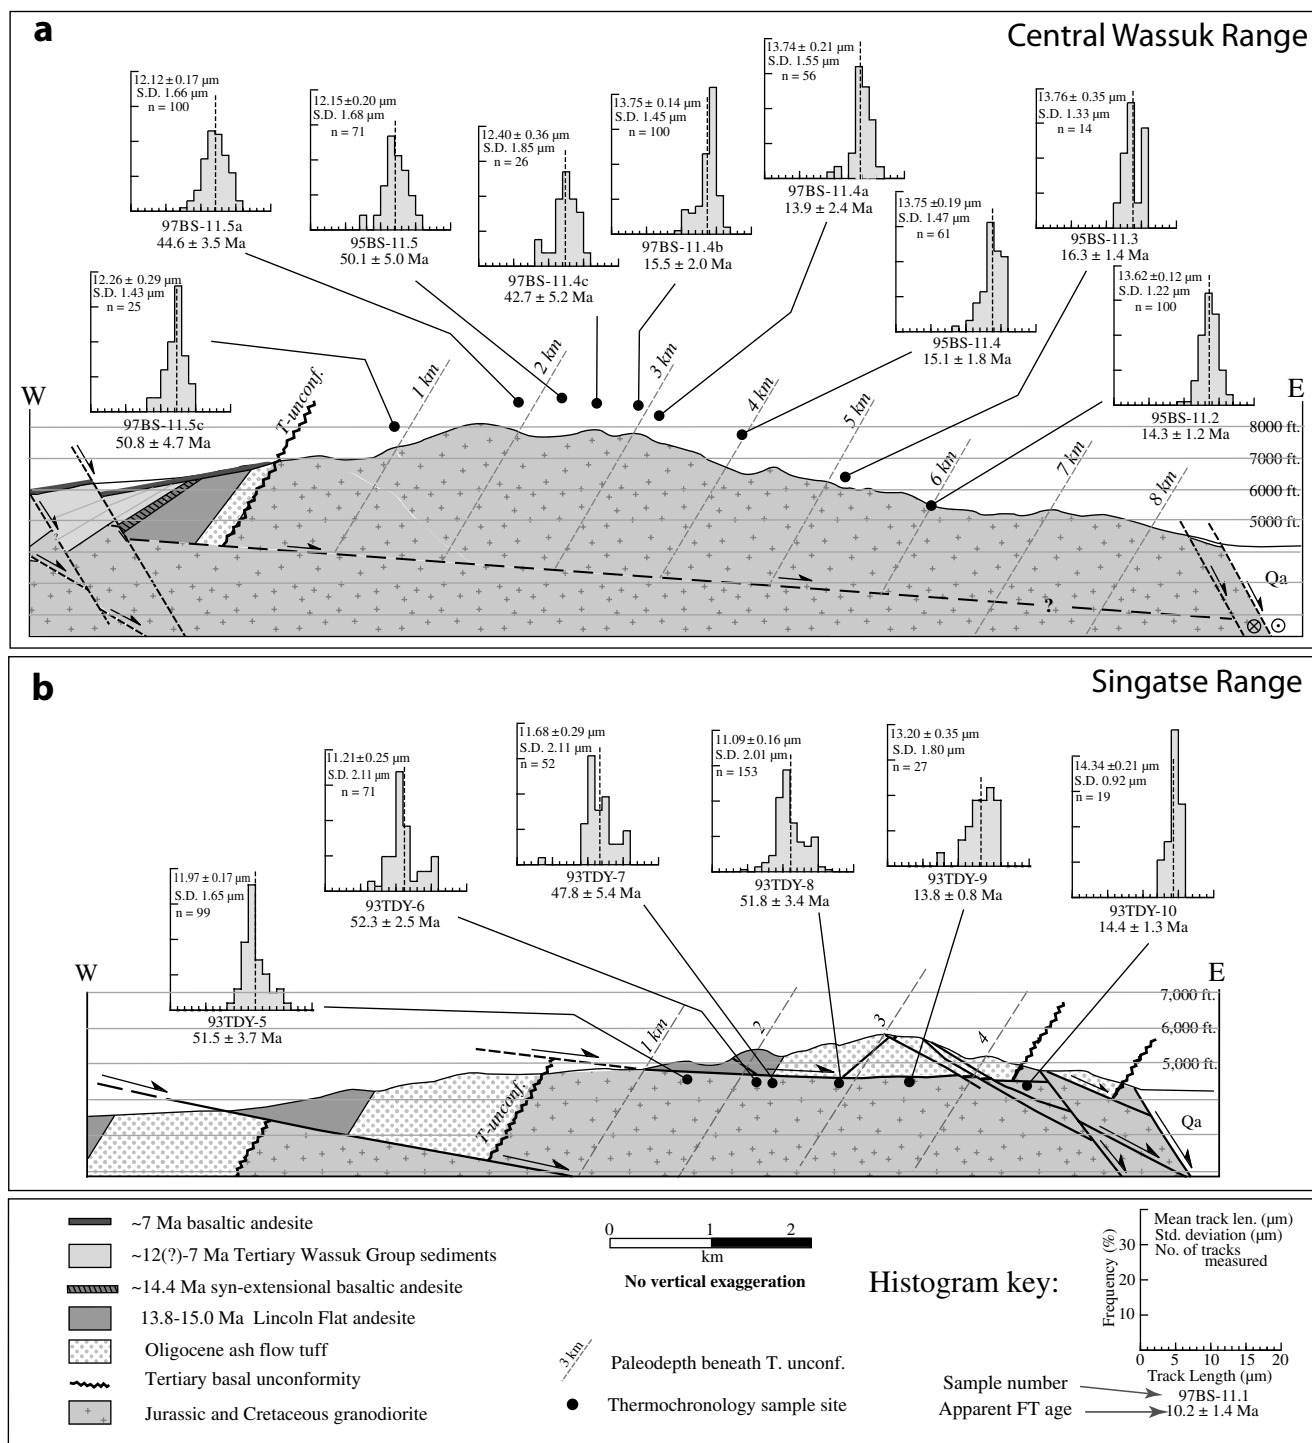 a
Central Wassuk Range
12.12 ± 0.17 µm
S.D. 1.66 µm
n = 100
97BS-11.5a
44.6 ± 3.5 Ma
12.15±0.20 µm
S.D. 1.68 µm
n = 71
95BS-11.5
50.1 ± 5.0 Ma
12.40 ± 0.36 µm
S.D. 1.85 µm
n = 26
97BS-11.4c
42.7 ± 5.2 Ma
13.75 ± 0.14 µm
S.D. 1.45 µm
n = 100
97BS-11.4b
15.5 ± 2.0 Ma
13.74 ± 0.21 µm
S.D. 1.55 µm
n = 56
97BS-11.4a
13.9 ± 2.4 Ma
13.75 ±0.19 µm
S.D. 1.47 µm
n = 61
95BS-11.4
15.1 ± 1.8 Ma
13.76 ± 0.35 µm
S.D. 1.33 µm
n = 14
95BS-11.3
16.3 ± 1.4 Ma
13.62 ±0.12 µm
S.D. 1.22 µm
n = 100
95BS-11.2
14.3 ± 1.2 Ma
12.26 ± 0.29 µm
S.D. 1.43 µm
n = 25
97BS-11.5c
50.8 ± 4.7 Ma
W
E
T-unconf.
1 km
2 km
3 km
4 km
5 km
6 km
7 km
8 km
8000 ft.
7000 ft.
6000 ft.
5000 ft.
Qa
?
b
Singatse Range
11.97 ± 0.17 µm
S.D. 1.65 µm
n = 99
93TDY-5
51.5 ± 3.7 Ma
11.21±0.25 µm
S.D. 2.11 µm
n = 71
93TDY-6
52.3 ± 2.5 Ma
11.68 ±0.29 µm
S.D. 2.11 µm
n = 52
93TDY-7
47.8 ± 5.4 Ma
11.09 ±0.16 µm
S.D. 2.01 µm
n = 153
93TDY-8
51.8 ± 3.4 Ma
13.20 ± 0.35 µm
S.D. 1.80 µm
n = 27
93TDY-9
13.8 ± 0.8 Ma
14.34 ±0.21 µm
S.D. 0.92 µm
n = 19
93TDY-10
14.4 ± 1.3 Ma
W
E
T-unconf.
1 km
2
3
4
7,000 ft.
6,000 ft.
5,000 ft.
Qa
~7 Ma basaltic andesite
~12(?)-7 Ma Tertiary Wassuk Group sediments
~14.4 Ma syn-extensional basaltic andesite
13.8-15.0 Ma Lincoln Flat andesite
Oligocene ash flow tuff
Tertiary basal unconformity
Jurassic and Cretaceous granodiorite
0 1 2
km
No vertical exaggeration
3 km
Paleodepth beneath T. unconf.
Thermochronology sample site
Histogram key:
Mean track len. (µm)
Std. deviation (µm)
No. of tracks
measured
Frequency (%)
30
20
10
0 5 10 15 20
Track Length (µm)
Sample number
97BS-11.1
Apparent FT age
10.2 ± 1.4 Ma